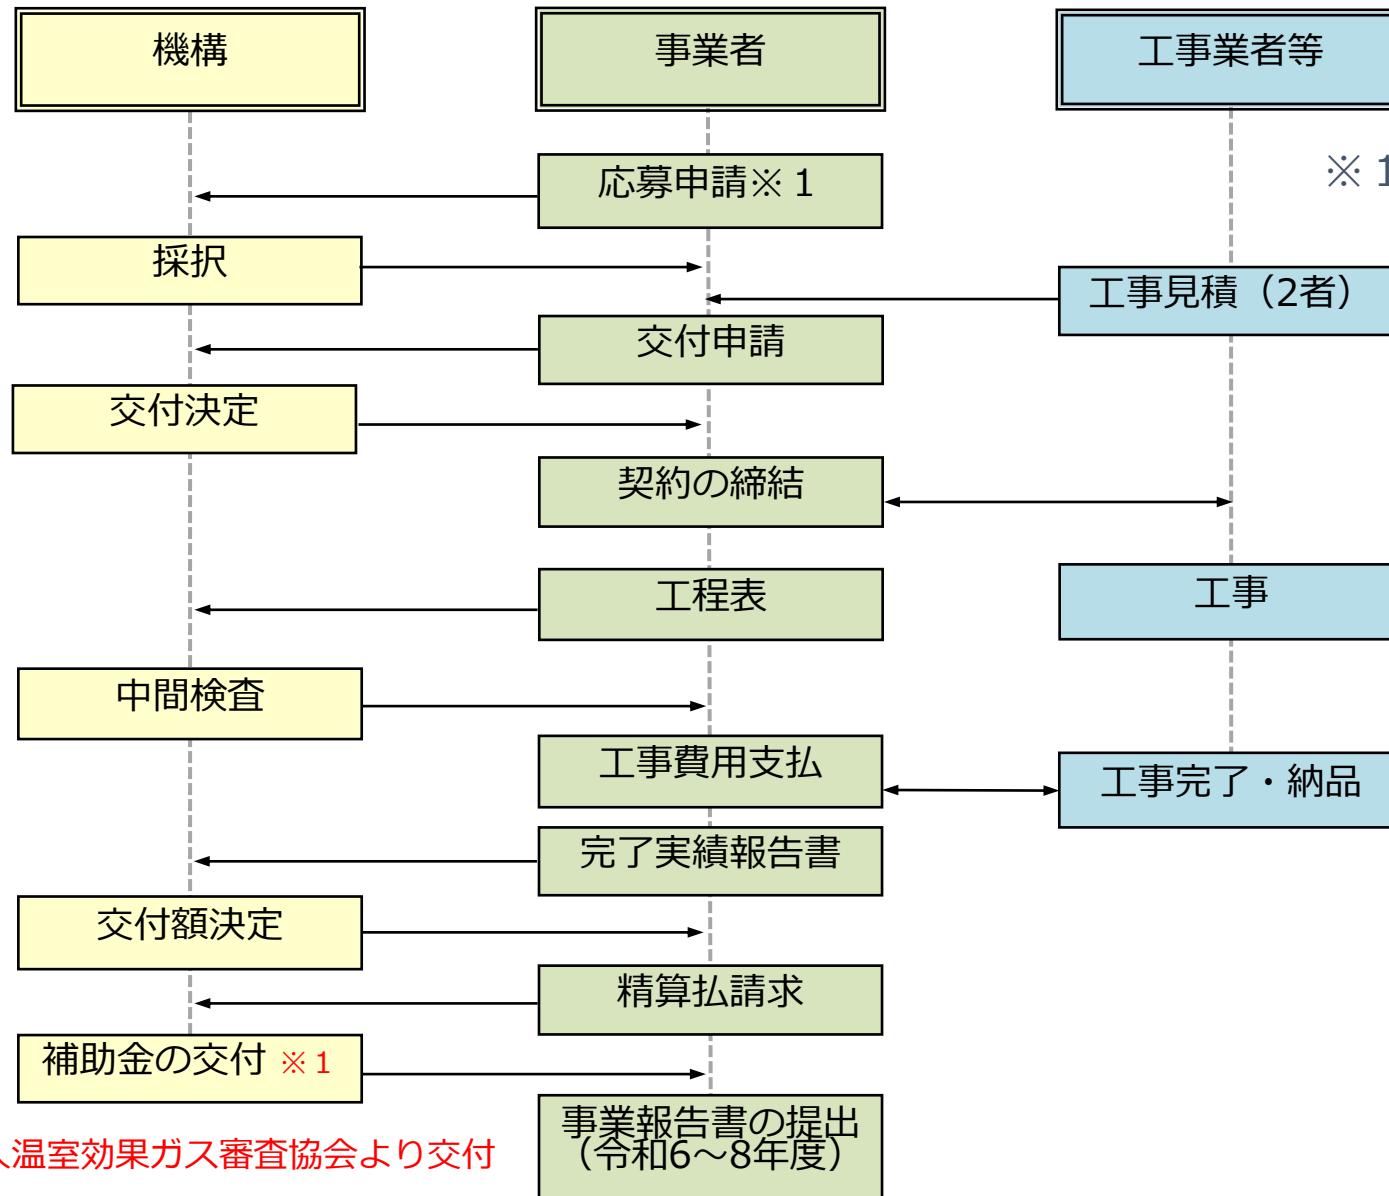 機構
事業者
工事業者等
応募申請※1
※1
採択
工事見積（2者）
交付申請
交付決定
契約の締結
工程表
工事
中間検査
工事費用支払
工事完了・納品
完了実績報告書
交付額決定
精算払請求
補助金の交付 ※1
事業報告書の提出
（令和6～8年度）
温室効果ガス審査協会より交付